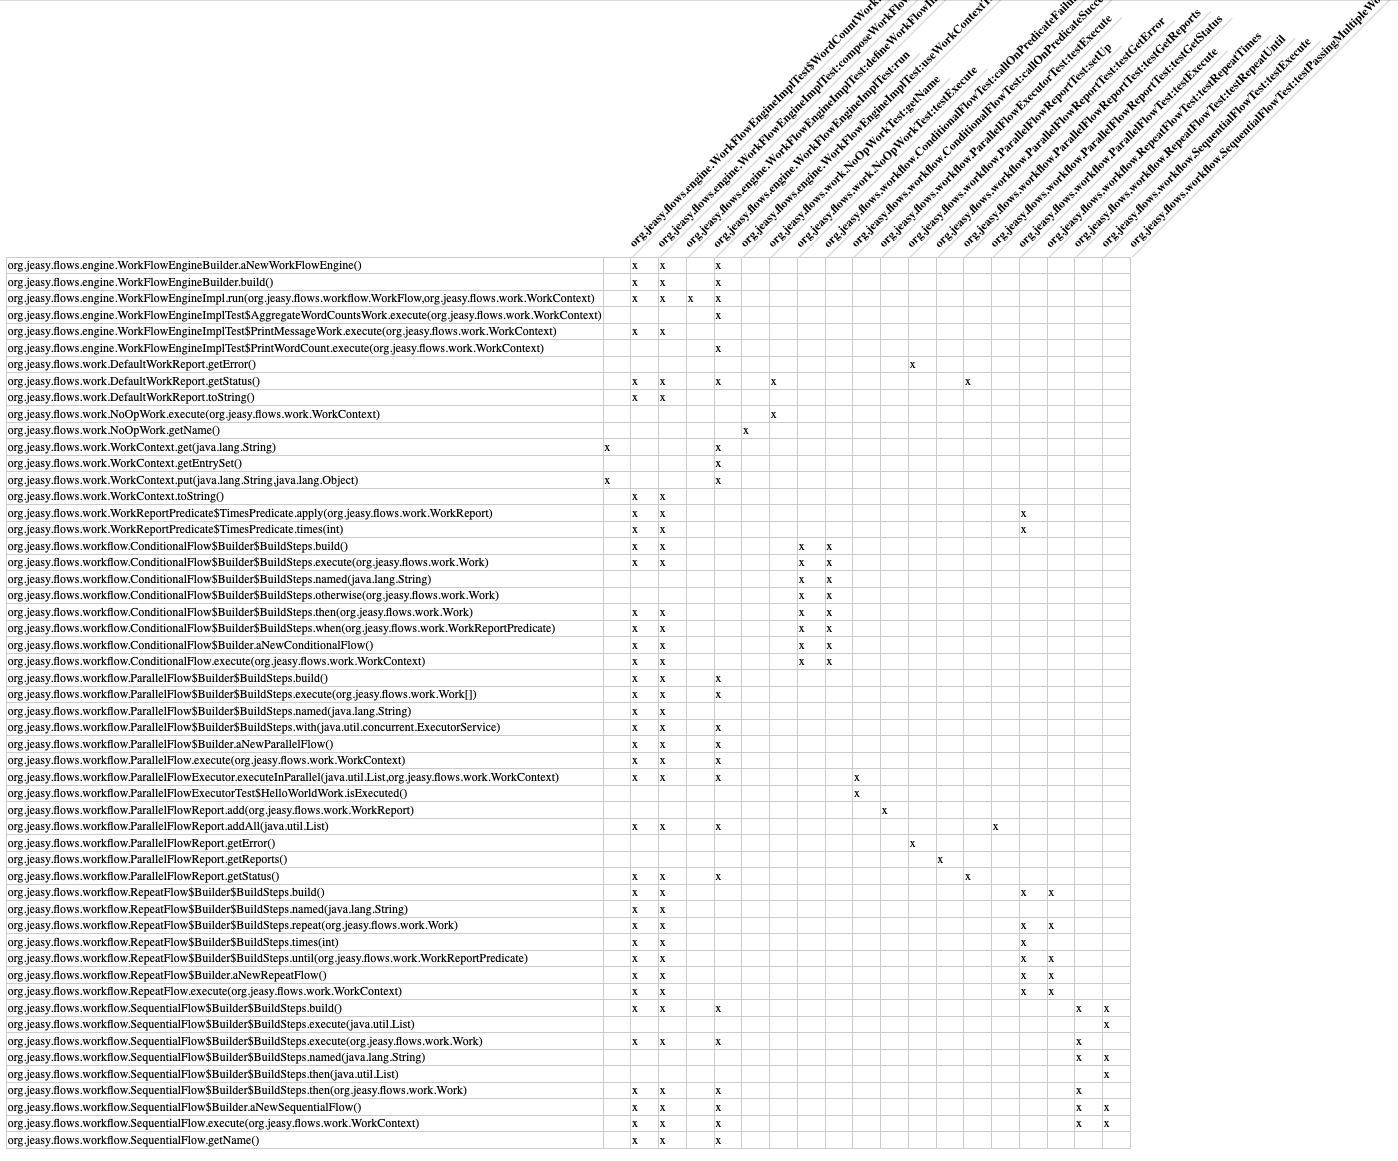 org.jeasy.flows.engine.WorkFlowEngineImplTest$WordCountWork.
org.jeasy.flows.engine.WorkFlowEngineImplTest:composeWorkFlow
org.jeasy.flows.engine.WorkFlowEngineImplTest:defineWorkFlowIn
org.jeasy.flows.engine.WorkFlowEngineImplTest:run
org.jeasy.flows.engine.WorkFlowEngineImplTest:useWorkContextT
org.jeasy.flows.work.NoOpWorkTest:getName
org.jeasy.flows.work.NoOpWorkTest:testExecute
org.jeasy.flows.workflow.ConditionalFlowTest:callOnPredicateFailur
org.jeasy.flows.workflow.ConditionalFlowTest:callOnPredicateSucce
org.jeasy.flows.workflow.ParallelFlowExecutorTest:testExecute
org.jeasy.flows.workflow.ParallelFlowReportTest:setUp
org.jeasy.flows.workflow.ParallelFlowReportTest:testGetError
org.jeasy.flows.workflow.ParallelFlowReportTest:testGetReports
org.jeasy.flows.workflow.ParallelFlowReportTest:testGetStatus
org.jeasy.flows.workflow.ParallelFlowTest:testExecute
org.jeasy.flows.workflow.RepeatFlowTest:testRepeatTimes
org.jeasy.flows.workflow.RepeatFlowTest:testRepeatUntil
org.jeasy.flows.workflow.SequentialFlowTest:testExecute
org.jeasy.flows.workflow.SequentialFlowTest:testPassingMultipleWo
org.jeasy.flows.engine.WorkFlowEngineBuilder.aNewWorkFlowEngine() x x x
org.jeasy.flows.engine.WorkFlowEngineBuilder.build() x x x
org.jeasy.flows.engine.WorkFlowEngineImpl.run(org.jeasy.flows.workflow.WorkFlow,org.jeasy.flows.work.WorkContext) x x x x
org.jeasy.flows.engine.WorkFlowEngineImplTest$AggregateWordCountsWork.execute(org.jeasy.flows.work.WorkContext) x
org.jeasy.flows.engine.WorkFlowEngineImplTest$PrintMessageWork.execute(org.jeasy.flows.work.WorkContext) x x
org.jeasy.flows.engine.WorkFlowEngineImplTest$PrintWordCount.execute(org.jeasy.flows.work.WorkContext) x
org.jeasy.flows.work.DefaultWorkReport.getError() x
org.jeasy.flows.work.DefaultWorkReport.getStatus() x x x x x
org.jeasy.flows.work.DefaultWorkReport.toString() x x
org.jeasy.flows.work.NoOpWork.execute(org.jeasy.flows.work.WorkContext) x
org.jeasy.flows.work.NoOpWork.getName() x
org.jeasy.flows.work.WorkContext.get(java.lang.String) x x
org.jeasy.flows.work.WorkContext.getEntrySet() x
org.jeasy.flows.work.WorkContext.put(java.lang.String,java.lang.Object) x x
org.jeasy.flows.work.WorkContext.toString() x x
org.jeasy.flows.work.WorkReportPredicate$TimesPredicate.apply(org.jeasy.flows.work.WorkReport) x x x
org.jeasy.flows.work.WorkReportPredicate$TimesPredicate.times(int) x x x
org.jeasy.flows.workflow.ConditionalFlow$Builder$BuildSteps.build() x x x x
org.jeasy.flows.workflow.ConditionalFlow$Builder$BuildSteps.execute(org.jeasy.flows.work.Work) x x x x
org.jeasy.flows.workflow.ConditionalFlow$Builder$BuildSteps.named(java.lang.String) x x
org.jeasy.flows.workflow.ConditionalFlow$Builder$BuildSteps.otherwise(org.jeasy.flows.work.Work) x x
org.jeasy.flows.workflow.ConditionalFlow$Builder$BuildSteps.then(org.jeasy.flows.work.Work) x x x x
org.jeasy.flows.workflow.ConditionalFlow$Builder$BuildSteps.when(org.jeasy.flows.work.WorkReportPredicate) x x x x
org.jeasy.flows.workflow.ConditionalFlow$Builder.aNewConditionalFlow() x x x x
org.jeasy.flows.workflow.ConditionalFlow.execute(org.jeasy.flows.work.WorkContext) x x x x
org.jeasy.flows.workflow.ParallelFlow$Builder$BuildSteps.build() x x x
org.jeasy.flows.workflow.ParallelFlow$Builder$BuildSteps.execute(org.jeasy.flows.work.Work[]) x x x
org.jeasy.flows.workflow.ParallelFlow$Builder$BuildSteps.named(java.lang.String) x x
org.jeasy.flows.workflow.ParallelFlow$Builder$BuildSteps.with(java.util.concurrent.ExecutorService) x x x
org.jeasy.flows.workflow.ParallelFlow$Builder.aNewParallelFlow() x x x
org.jeasy.flows.workflow.ParallelFlow.execute(org.jeasy.flows.work.WorkContext) x x x
org.jeasy.flows.workflow.ParallelFlowExecutor.executeInParallel(java.util.List,org.jeasy.flows.work.WorkContext) x x x x
org.jeasy.flows.workflow.ParallelFlowExecutorTest$HelloWorldWork.isExecuted() x
org.jeasy.flows.workflow.ParallelFlowReport.add(org.jeasy.flows.work.WorkReport) x
org.jeasy.flows.workflow.ParallelFlowReport.addAll(java.util.List) x x x x
org.jeasy.flows.workflow.ParallelFlowReport.getError() x
org.jeasy.flows.workflow.ParallelFlowReport.getReports() x
org.jeasy.flows.workflow.ParallelFlowReport.getStatus() x x x x
org.jeasy.flows.workflow.RepeatFlow$Builder$BuildSteps.build() x x x x
org.jeasy.flows.workflow.RepeatFlow$Builder$BuildSteps.named(java.lang.String) x x
org.jeasy.flows.workflow.RepeatFlow$Builder$BuildSteps.repeat(org.jeasy.flows.work.Work) x x x x
org.jeasy.flows.workflow.RepeatFlow$Builder$BuildSteps.times(int) x x x
org.jeasy.flows.workflow.RepeatFlow$Builder$BuildSteps.until(org.jeasy.flows.work.WorkReportPredicate) x x x x
org.jeasy.flows.workflow.RepeatFlow$Builder.aNewRepeatFlow() x x x x
org.jeasy.flows.workflow.RepeatFlow.execute(org.jeasy.flows.work.WorkContext) x x x x
org.jeasy.flows.workflow.SequentialFlow$Builder$BuildSteps.build() x x x x x
org.jeasy.flows.workflow.SequentialFlow$Builder$BuildSteps.execute(java.util.List) x
org.jeasy.flows.workflow.SequentialFlow$Builder$BuildSteps.execute(org.jeasy.flows.work.Work) x x x x
org.jeasy.flows.workflow.SequentialFlow$Builder$BuildSteps.named(java.lang.String) x x
org.jeasy.flows.workflow.SequentialFlow$Builder$BuildSteps.then(java.util.List) x
org.jeasy.flows.workflow.SequentialFlow$Builder$BuildSteps.then(org.jeasy.flows.work.Work) x x x x
org.jeasy.flows.workflow.SequentialFlow$Builder.aNewSequentialFlow() x x x x x
org.jeasy.flows.workflow.SequentialFlow.execute(org.jeasy.flows.work.WorkContext) x x x x x
org.jeasy.flows.workflow.SequentialFlow.getName() x x x